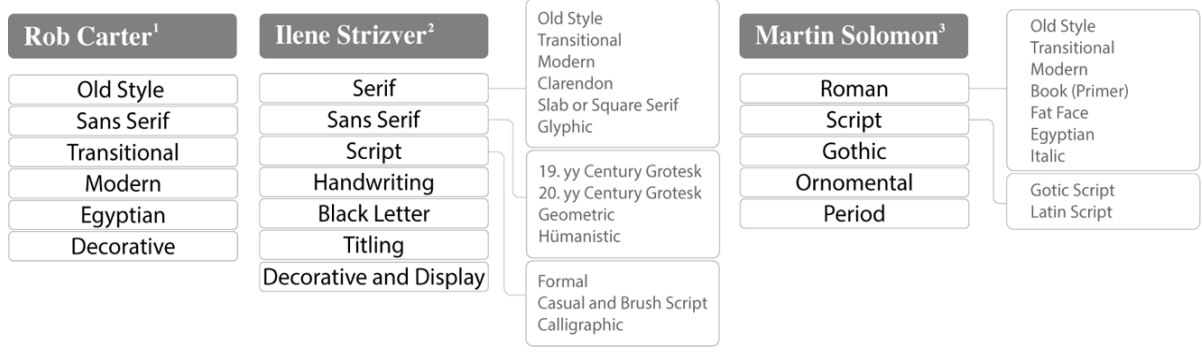 Rob Carter1
Old Style
Sans Serif
Transitional
Modern
Egyptian
Decorative
Ilene Strizver2
Serif
Sans Serif
Script
Handwriting
Black Letter
Titling
Decorative and Display
Old Style
Transitional
Modern
Clarendon
Slab or Square Serif
Glyphic
19. yy Century Grotesk
20. yy Century Grotesk
Geometric
Hümanistic
Formal
Casual and Brush Script
Calligraphic
Martin Solomon3
Roman
Script
Gothic
Ornomental
Period
Old Style
Transitional
Modern
Book (Primer)
Fat Face
Egyptian
Italic
Gotic Script
Latin Script